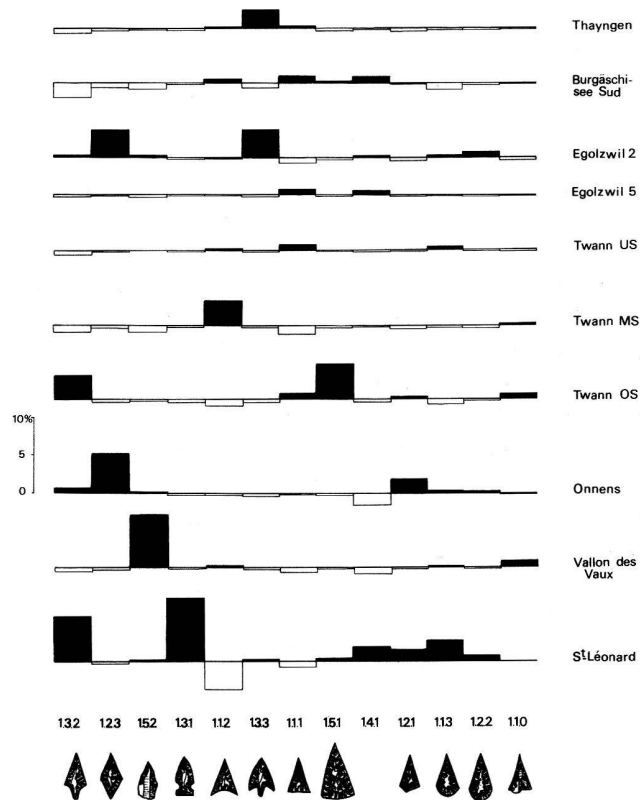 Thayngen
Burgäschi-
see Süd
Egolzwil 2
Egolzwil 5
Twann US
Twann MS
Twann OS
10%
5
0
Onnens
Vallon des
Vaux
St Léonard
1.3.2 1.2.3 1.5.2 1.3.1 1.1.2 1.3.3 1.1.1 1.5.1 1.4.1 1.2.1 1.1.3 1.2.2 1.1.0